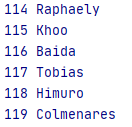 114 Raphaely
115 Khoo
116 Baida
117 Tobias
118 Himuro
119 Colmenares